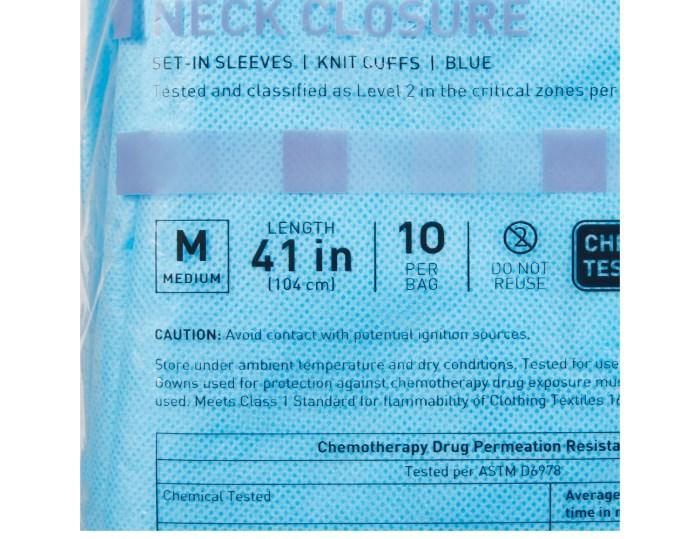 NECK CLOSURE
SET-IN SLEEVES | KNIT CUFFS | BLUE
Tested and classified as Level 2 in the critical zones per
M
MEDIUM
LENGTH
41 in
(104 cm)
10
PER
BAG
2
DO NOT
REUSE
CAUTION: Avoid contact with potential ignition sources.
Store under ambient temperature and dry conditions. Tested for use
Gowns used for protection against chemotherapy drug exposure
used. Meets Class 1 Standard for flammability of Clothing Textiles
Chemotherapy Drug Permeation
Tested per ASTM D6978
Chemical Tested
Average
time in